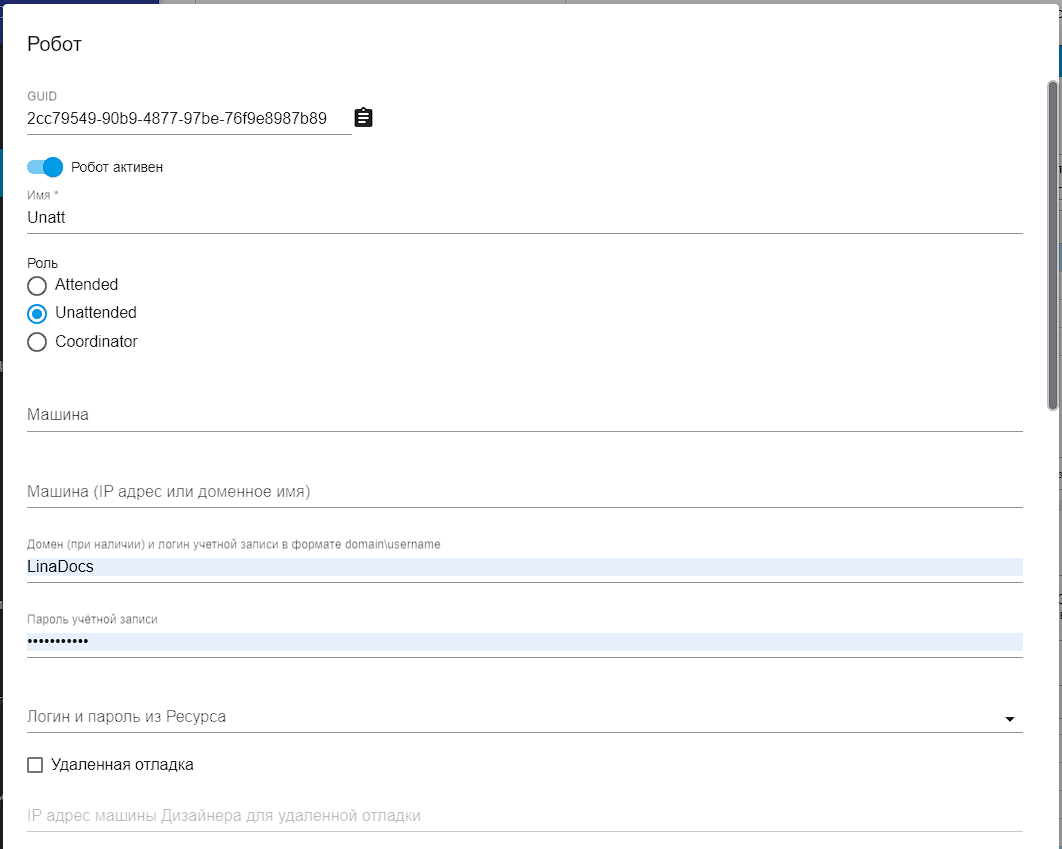 Робот
GUID
2cc79549-90b9-4877-97be-76f9e8987b89
Робот активен
Имя *
Unatt
Роль
Attended
Unattended
Coordinator
Машина
Машина (IP адрес или доменное имя)
Домен (при наличии) и логин учетной записи в формате domain\username
LinaDocs
Пароль учётной записи
•••••••••••
Логин и пароль из Ресурса
Удаленная отладка
IP адрес машины Дизайнера для удаленной отладки